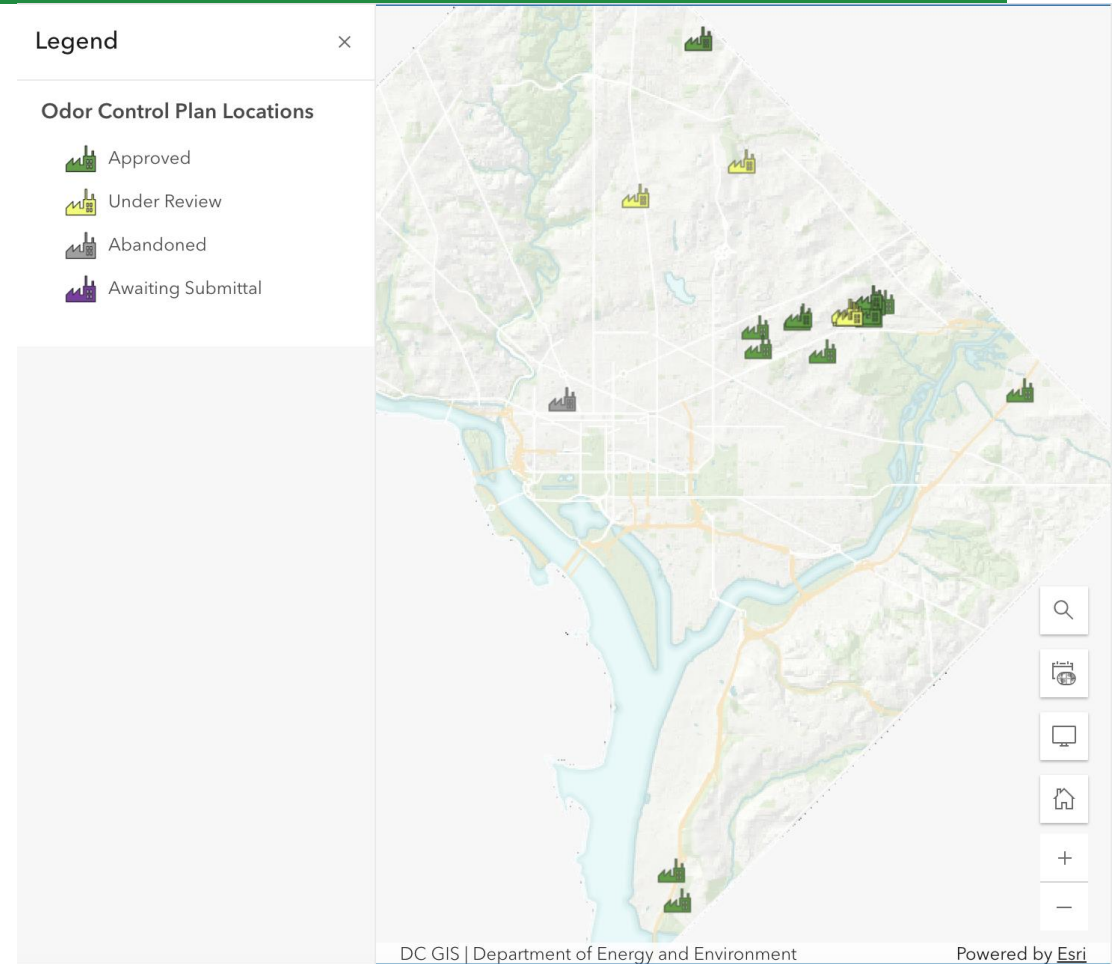 Legend
Odor Control Plan Locations
Approved
Under Review
Abandoned
Awaiting Submittal
DC GIS | Department of Energy and Environment
Powered by Esri